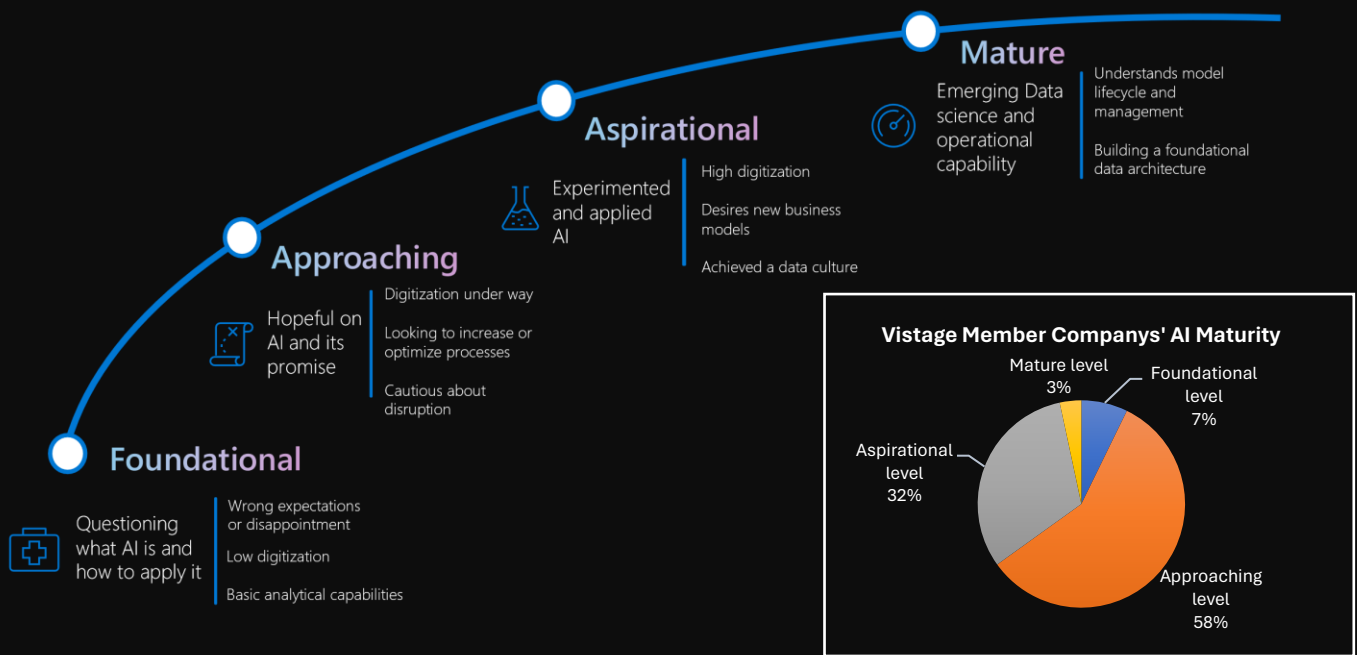 Mature
Emerging Data
science and
operational
capability
Understands model
lifecycle and
management
Building a foundational
data architecture
Aspirational
Experimented
and applied
AI
High digitization
Desires new business
models
Achieved a data culture
Approaching
Hopeful on
AI and its
promise
Digitization under way
Looking to increase or
optimize processes
Cautious about
disruption
Foundational
Questioning
what AI is and
how to apply it
Wrong expectations
or disappointment
Low digitization
Basic analytical capabilities
Vistage Member Companys' AI Maturity
Mature level
3%
Foundational
level
7%
Aspirational
level
32%
Approaching
level
58%